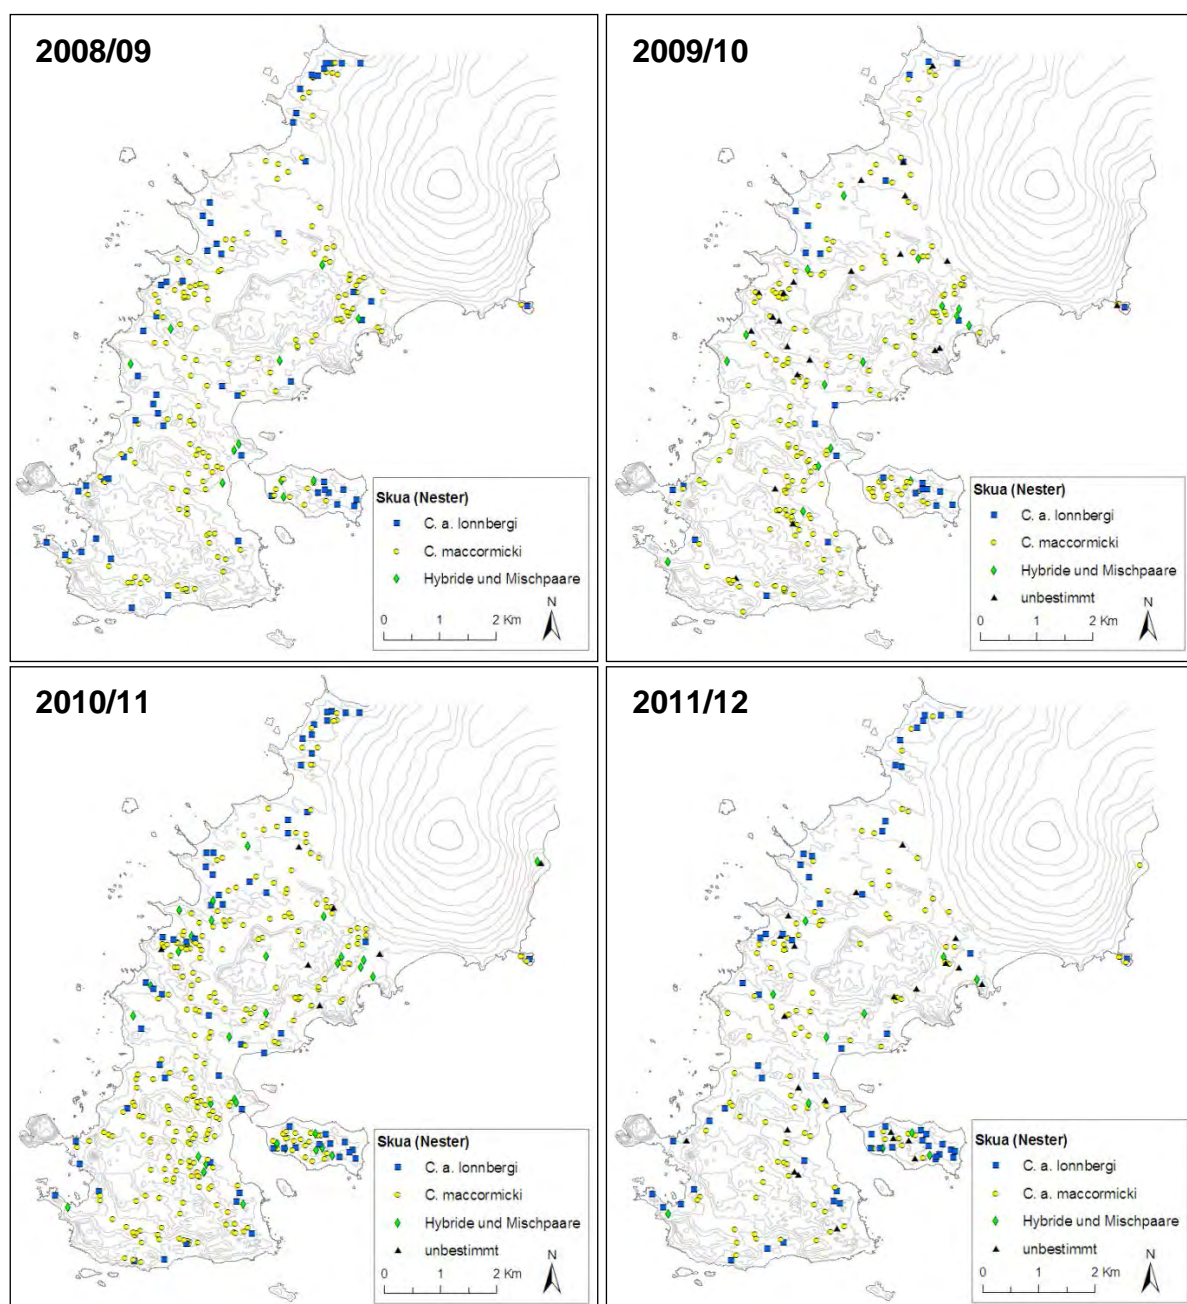 2008/09
Skua (Nester)
C. a. lonnbergi
C. maccormicki
Hybride und Mischpaare
N
0 1 2 Km
2009/10
Skua (Nester)
C. a. lonnbergi
C. maccormicki
Hybride und Mischpaare
unbestimmt
N
0 1 2 Km
2010/11
Skua (Nester)
C. a. lonnbergi
C. maccormicki
Hybride und Mischpaare
unbestimmt
N
0 1 2 Km
2011/12
Skua (Nester)
C. a. lonnbergi
C. a. maccormicki
Hybride und Mischpaare
unbestimmt
N
0 1 2 Km